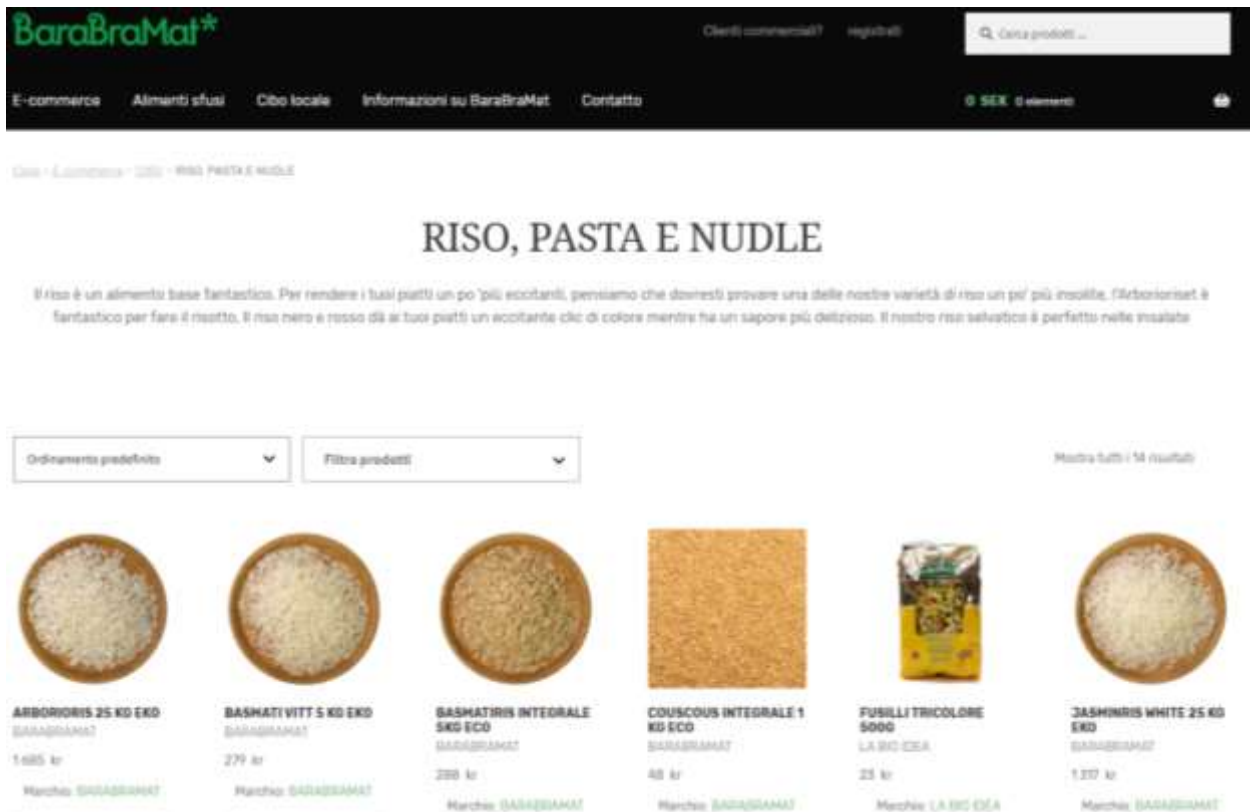 BaraBraMat*
Clienti commerciali? registrati
Cerca prodotti ...
E-commerce Alimenti sfusi Cibo locale Informazioni su BaraBraMat Contatto
0 SEK 0 elementi
E-commerce RISO, PASTA E NUDLE
RISO, PASTA E NUDLE
Il riso è un alimento base fantastico. Per rendere i tuoi piatti un po 'più eccitanti, pensiamo che dovresti provare una delle nostre varietà di riso un po' più insolite, l'Arborioriset è
fantastico per fare il risotto, Il riso nero e rosso dà ai tuoi piatti un eccitante clic di colore mentre ha un sapore più delizioso. Il nostro riso selvatico è perfetto nelle insalate
Ordinamento predefinito
Filtra prodotti
Mostra tutti i 14 risultati
ARBORIORIS 25 KG EKO
BARABRAMAT
1 685 kr
Marchio: BARABRAMAT
BASMATI VITT 5 KG EKO
BARABRAMAT
279 kr
Marchio: BARABRAMAT
BASMATIRIS INTEGRALE
5KG ECO
BARABRAMAT
288 kr
Marchio: BARABRAMAT
COUSCOUS INTEGRALE 1
KG ECO
BARABRAMAT
48 kr
Marchio: BARABRAMAT
FUSILLI TRICOLORE
500G
LA BIO IDEA
23 kr
Marchio: LA BIO IDEA
JASMINRIS WHITE 25 KG
EKO
BARABRAMAT
1 317 kr
Marchio: BARABRAMAT